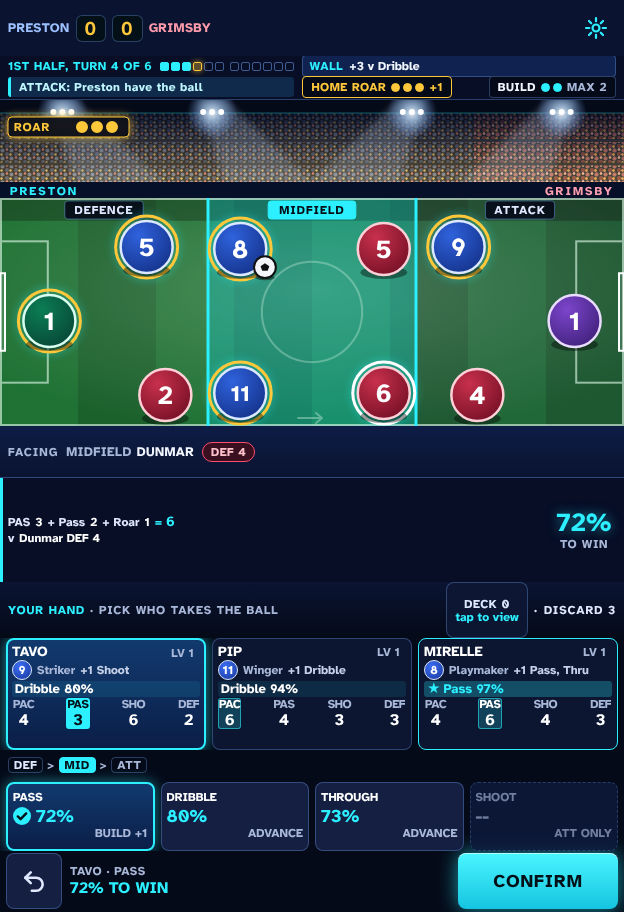 PRESTON 0 0 GRIMSBY
1ST HALF, TURN 4 OF 6
WALL +3 v Dribble
ATTACK: Preston have the ball
HOME ROAR +1
BUILD MAX 2
ROAR
PRESTON GRIMSBY
DEFENCE MIDFIELD ATTACK
5 8 5 9
1 1
2 11 6 4
FACING MIDFIELD DUNMAR DEF 4
PAS 3 + Pass 2 + Roar 1 = 6
v Dunmar DEF 4
72%
TO WIN
YOUR HAND · PICK WHO TAKES THE BALL
DECK 0
tap to view
· DISCARD 3
TAVO LV 1
9 Striker +1 Shoot
Dribble 80%
PAC PAS SHO DEF
4 3 6 2
PIP LV 1
11 Winger +1 Dribble
Dribble 94%
PAC PAS SHO DEF
6 4 3 3
MIRELLE LV 1
8 Playmaker +1 Pass, Thru
★ Pass 97%
PAC PAS SHO DEF
4 6 4 3
DEF > MID > ATT
PASS
72%
BUILD +1
DRIBBLE
80%
ADVANCE
THROUGH
73%
ADVANCE
SHOOT
--
ATT ONLY
TAVO · PASS
72% TO WIN
CONFIRM